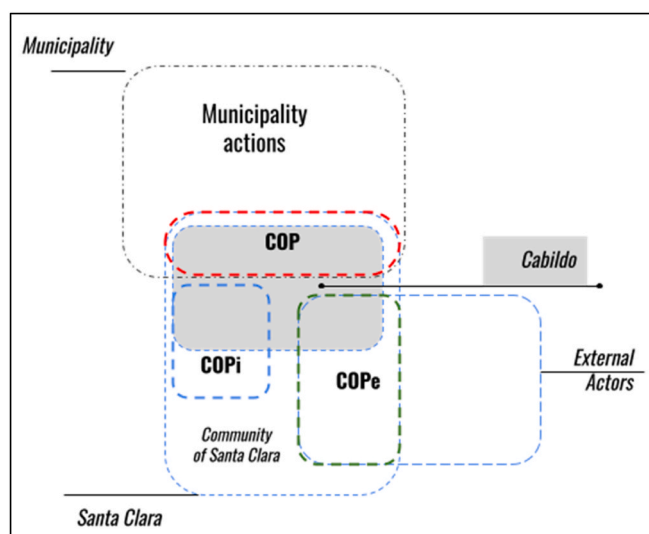 Municipality
Municipality
actions
COP
Cabildo
COPi
COPe
External
Actors
Community
of Santa Clara
Santa Clara